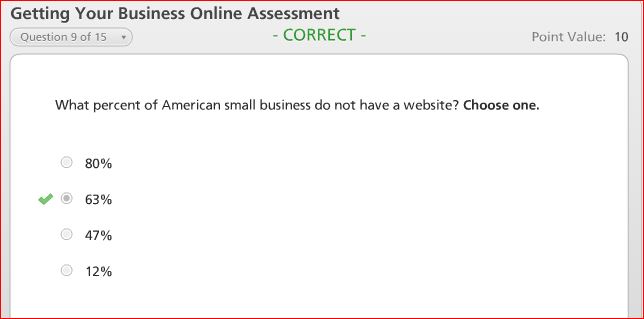 Getting Your Business Online Assessment
Question 9 of 15
- CORRECT -
Point Value: 10
What percent of American small business do not have a website? Choose one.
80%
63%
47%
12%